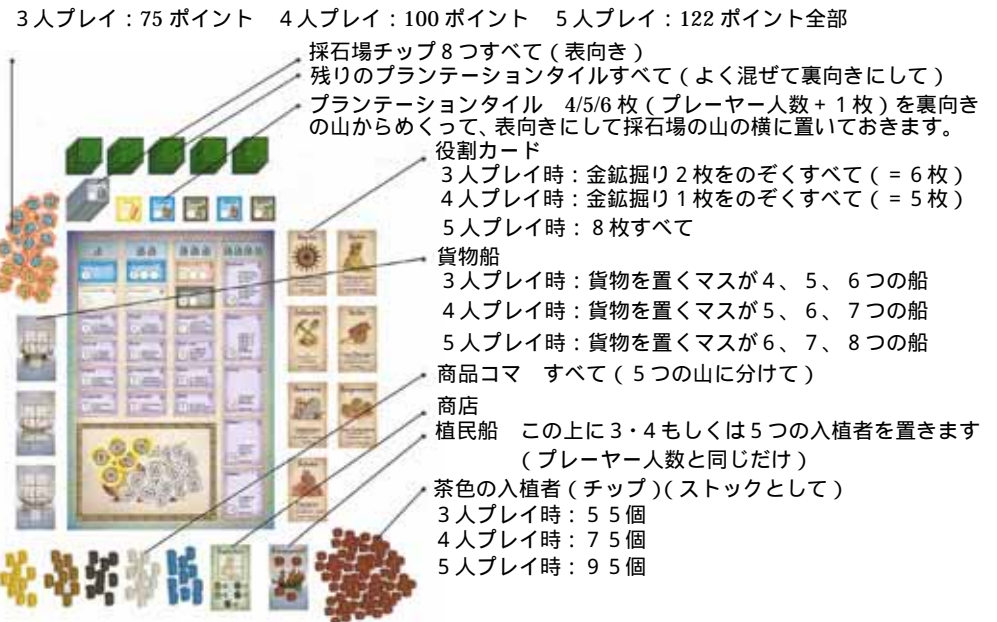 3人プレイ：75 ポイント　4人プレイ：100 ポイント　5人プレイ：122 ポイント全部
採石場チップ8つすべて（表向き）
残りのプランテーションタイルすべて（よく混ぜて裏向きにして）
プランテーションタイル　4/5/6 枚（プレーヤー人数＋1枚）を裏向き
の山からめくって、表向きにして採石場の山の横に置いておきます。
役割カード
3人プレイ時：金鉱掘り2枚をのぞくすべて（＝6枚）
4人プレイ時：金鉱掘り1枚をのぞくすべて（＝5枚）
5人プレイ時：8枚すべて
貨物船
3人プレイ時：貨物を置くマスが4、5、6つの船
4人プレイ時：貨物を置くマスが5、6、7つの船
5人プレイ時：貨物を置くマスが6、7、8つの船
商品コマ　すべて（5つの山に分けて）
商店
植民船　この上に3・4もしくは5つの入植者を置きます
（プレーヤー人数と同じだけ）
茶色の入植者（チップ）（ストックとして）
3人プレイ時：55個
4人プレイ時：75個
5人プレイ時：95個